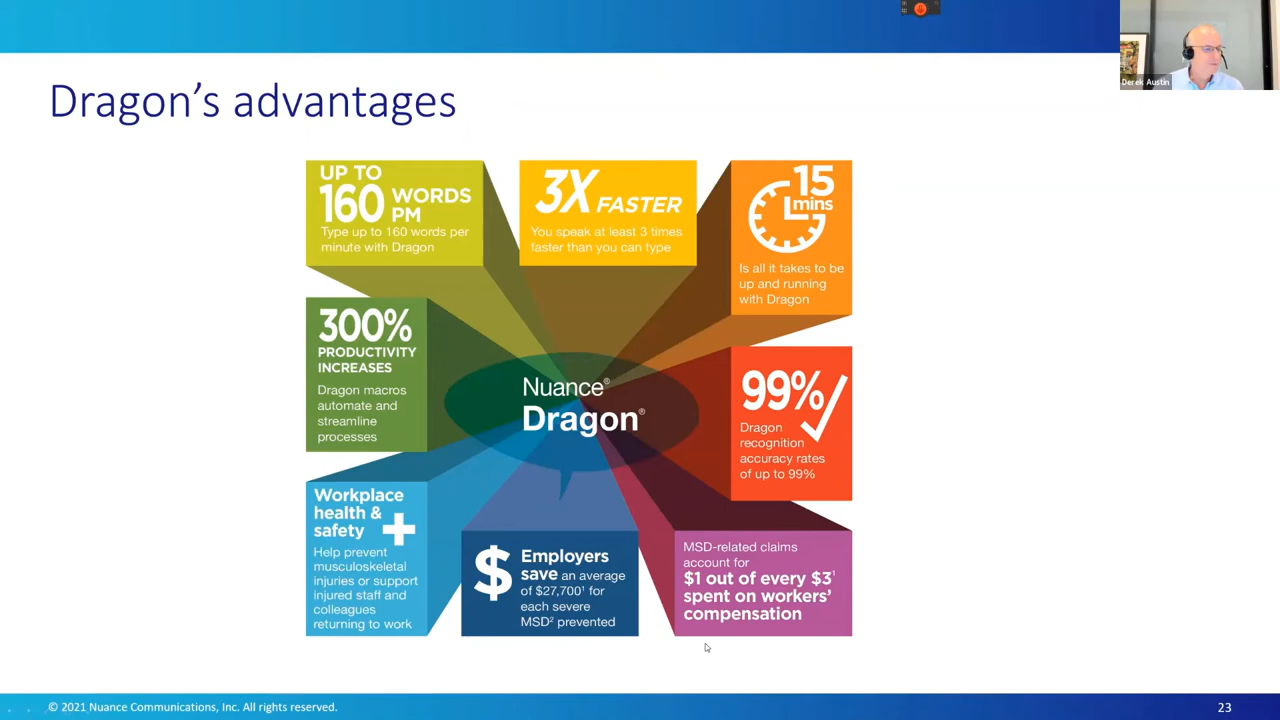 Derek Austin
Dragon's advantages
UP TO
160 WORDS
PM
Type up to 160 words per
minute with Dragon
3X FASTER
You speak at least 3 times
faster than you can type
15
mins
Is all it takes to be
up and running
with Dragon
300%
PRODUCTIVITY
INCREASES
Dragon macros
automate and
streamline
processes
Nuance®
Dragon®
99%
Dragon
recognition
accuracy rates
of up to 99%
Workplace
health &
safety
Help prevent
musculoskeletal
injuries or support
injured staff and
colleagues
returning to work
$
Employers
save an average
of $27,700¹ for
each severe
MSD² prevented
MSD-related claims
account for
$1 out of every $3¹
spent on workers'
compensation
© 2021 Nuance Communications, Inc. All rights reserved.
23